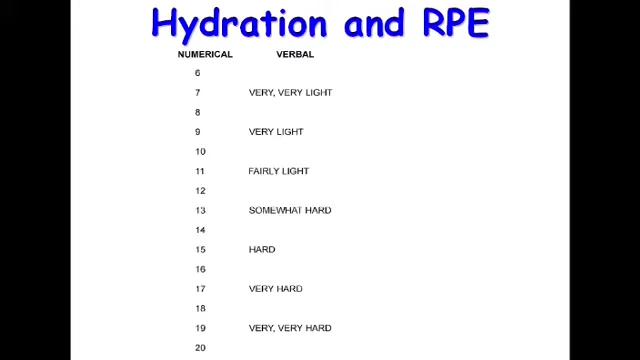 Hydration and RPE
NUMERICAL VERBAL
6
7 VERY, VERY LIGHT
8
9 VERY LIGHT
10
11 FAIRLY LIGHT
12
13 SOMEWHAT HARD
14
15 HARD
16
17 VERY HARD
18
19 VERY, VERY HARD
20